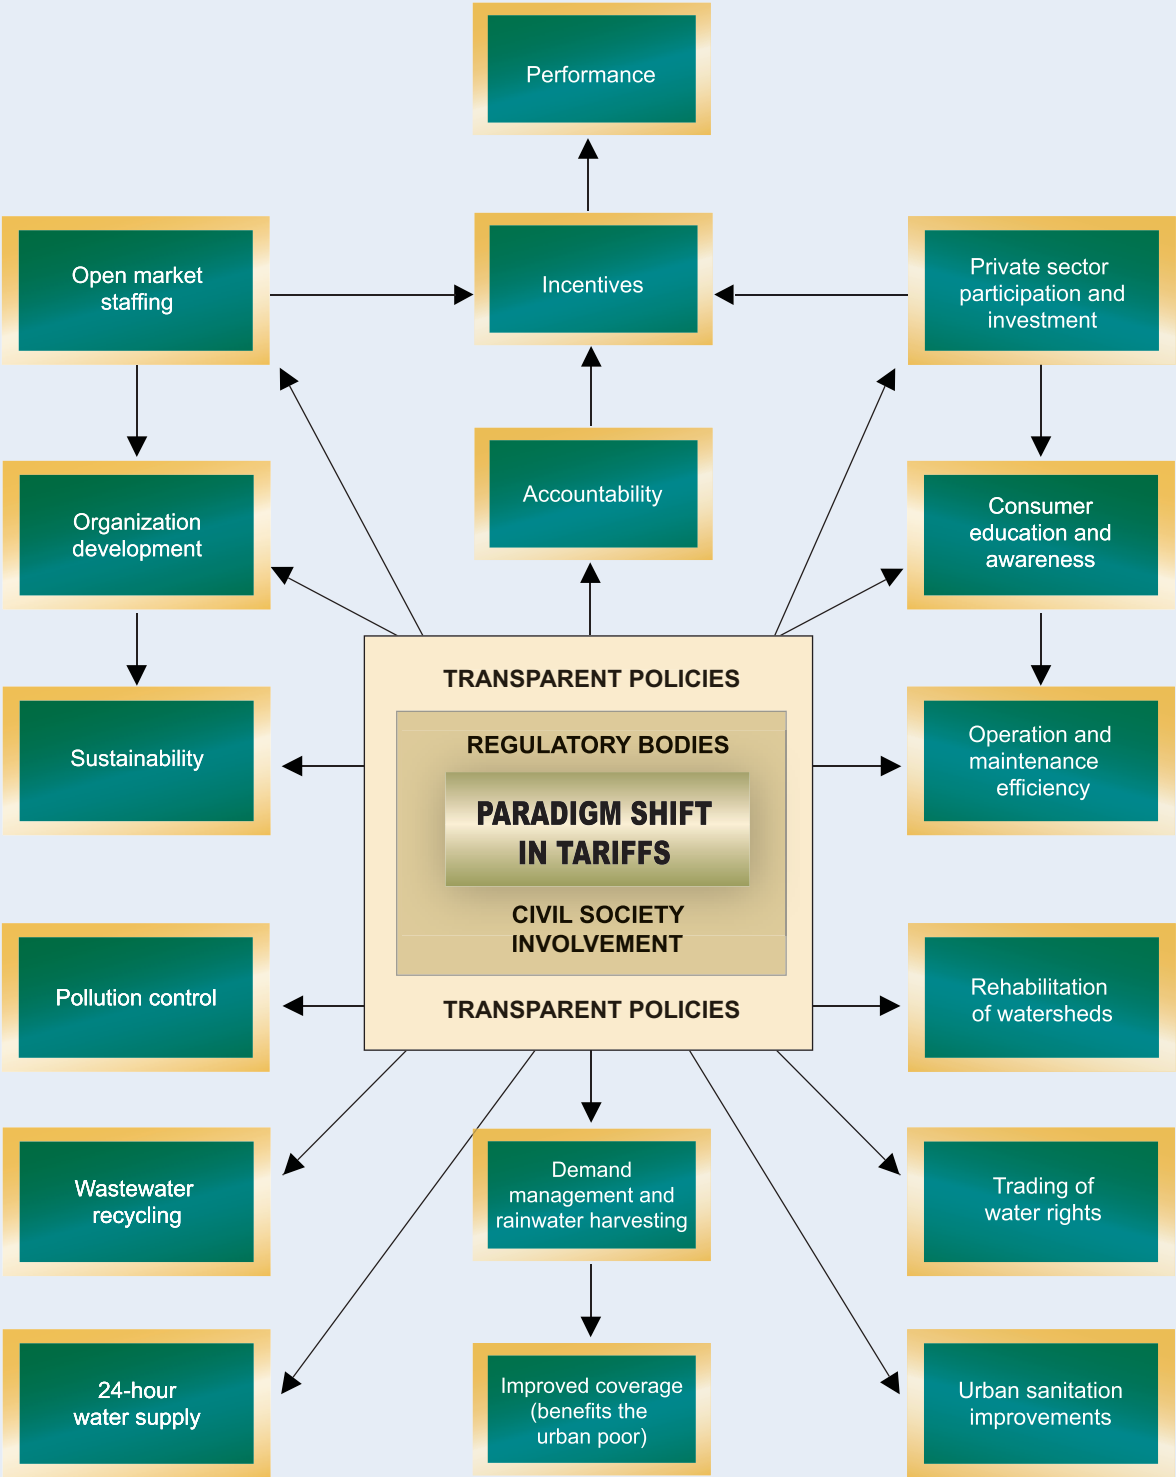 Performance
Open market
staffing
Incentives
Private sector
participation and
investment
Organization
development
Accountability
Consumer
education and
awareness
Sustainability
TRANSPARENT POLICIES
REGULATORY BODIES
PARADIGM SHIFT
IN TARIFFS
CIVIL SOCIETY
INVOLVEMENT
TRANSPARENT POLICIES
Operation and
maintenance
efficiency
Pollution control
Rehabilitation
of watersheds
Wastewater
recycling
Demand
management and
rainwater harvesting
Trading of
water rights
24-hour
water supply
Improved coverage
(benefits the
urban poor)
Urban sanitation
improvements